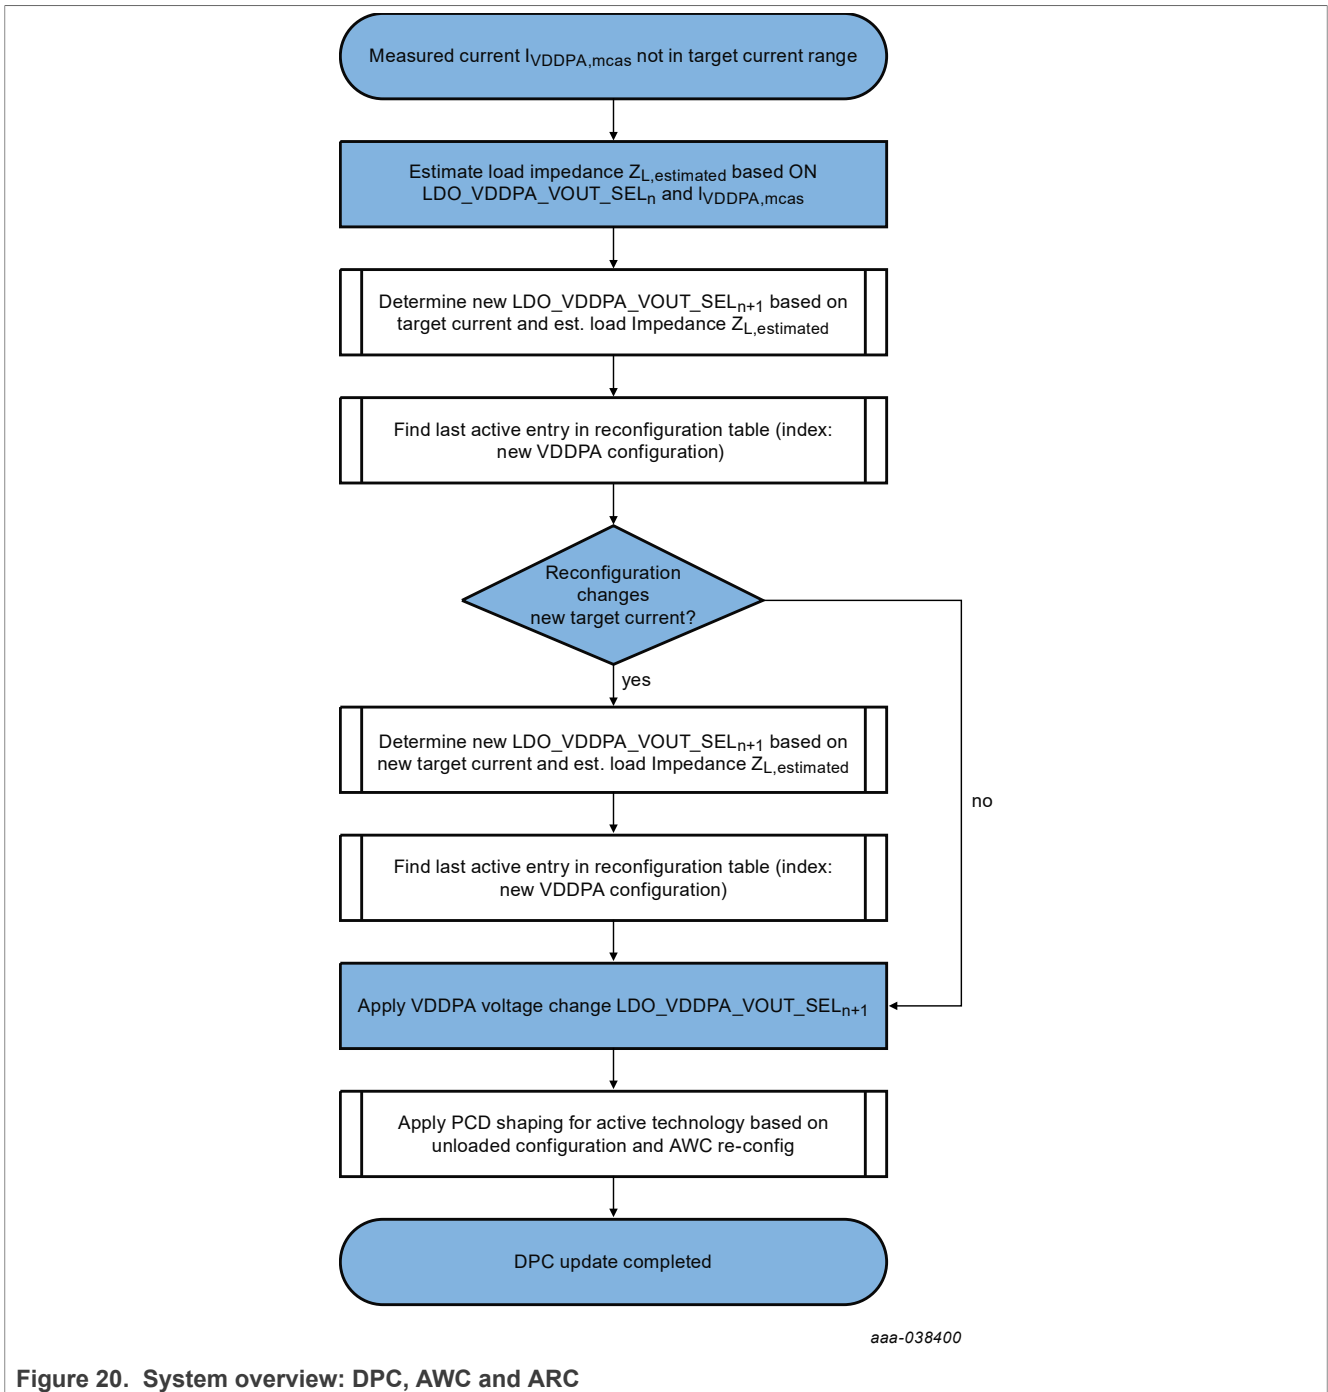 Measured current IVDDPA,mcas not in target current range
Estimate load impedance ZL,estimated based ON
LDO_VDDPA_VOUT_SELn and IVDDPA,mcas
Determine new LDO_VDDPA_VOUT_SELn+1 based on
target current and est. load Impedance ZL,estimated
Find last active entry in reconfiguration table (index:
new VDDPA configuration)
Reconfiguration
changes
new target current?
yes
Determine new LDO_VDDPA_VOUT_SELn+1 based on
new target current and est. load Impedance ZL,estimated
no
Find last active entry in reconfiguration table (index:
new VDDPA configuration)
Apply VDDPA voltage change LDO_VDDPA_VOUT_SELn+1
Apply PCD shaping for active technology based on
unloaded configuration and AWC re-config
DPC update completed
aaa-038400
Figure 20. System overview: DPC, AWC and ARC